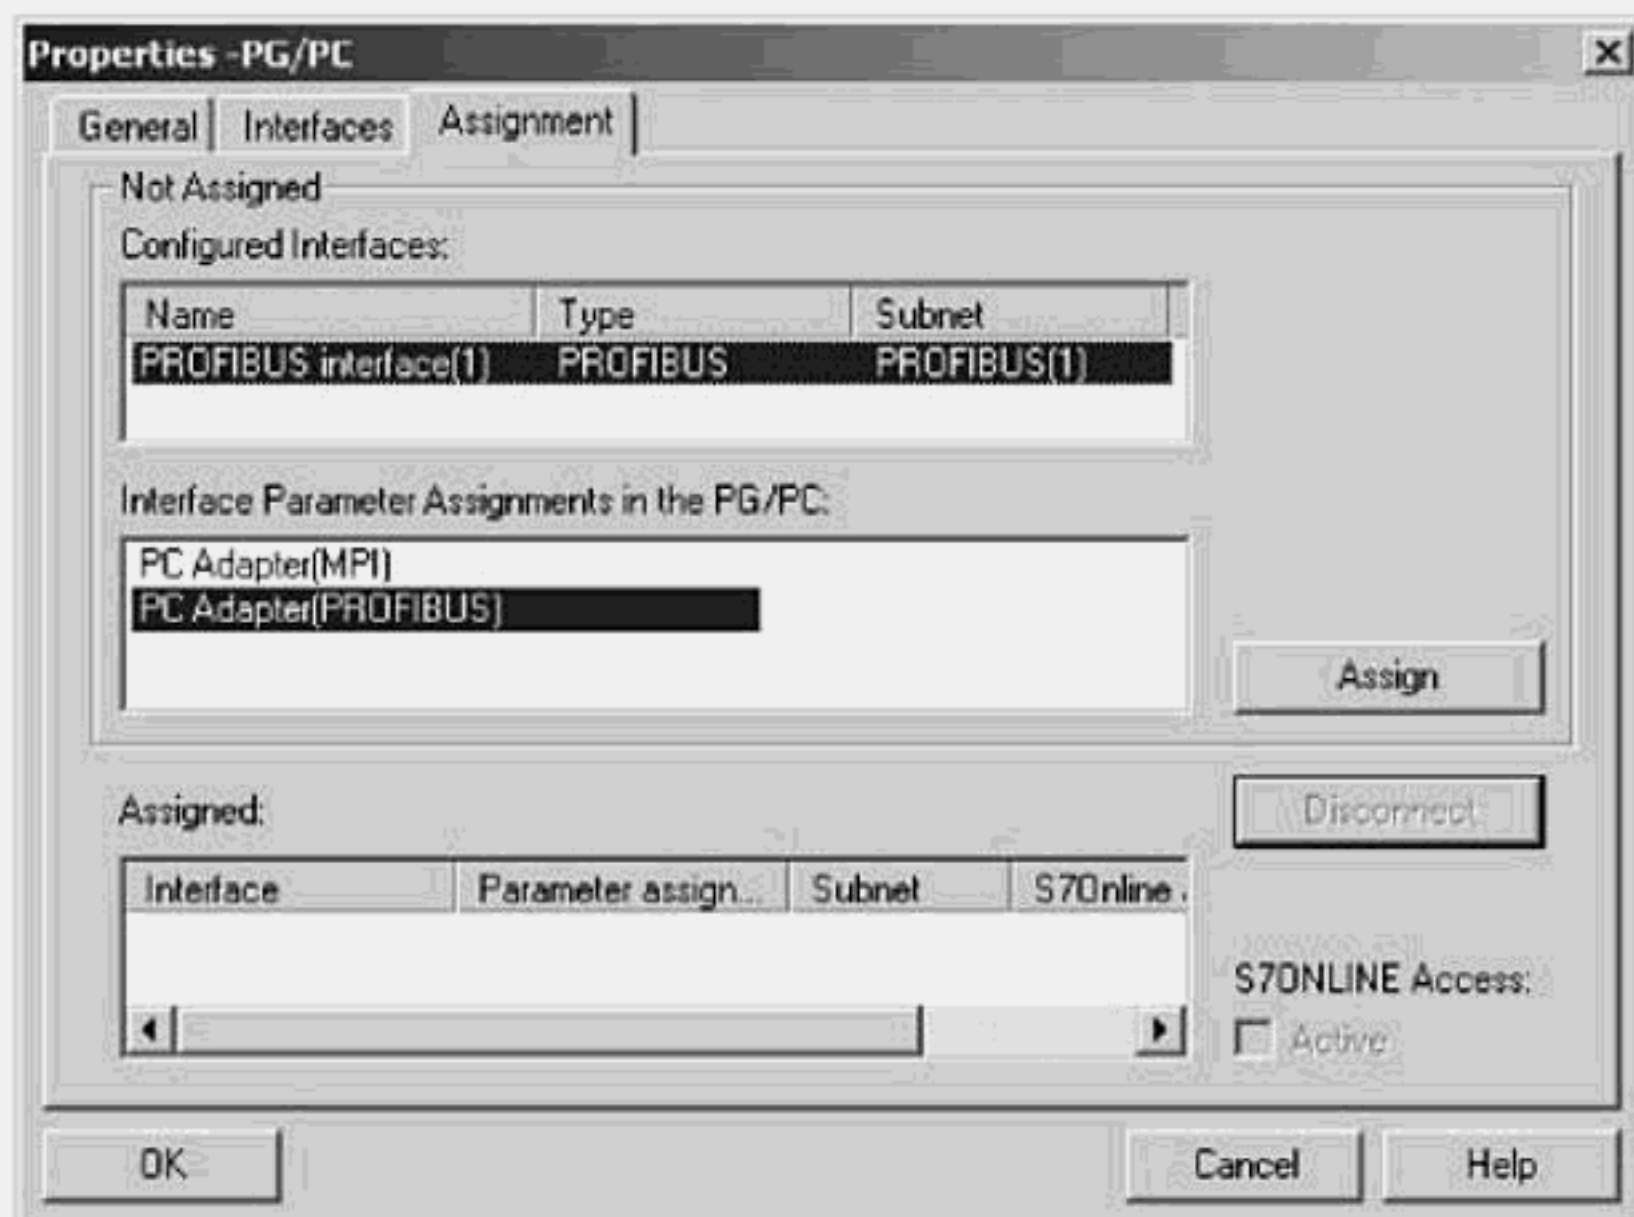 Properties -PG/PC
General Interfaces Assignment
Not Assigned
Configured Interfaces:
Name Type Subnet
PROFIBUS interface(1) PROFIBUS PROFIBUS(1)
Interface Parameter Assignments in the PG/PC:
PC Adapter(MPI)
PC Adapter(PROFIBUS)
Assign
Disconnect
Assigned:
Interface Parameter assign... Subnet S7Online
S7ONLINE Access:
Active
OK Cancel Help